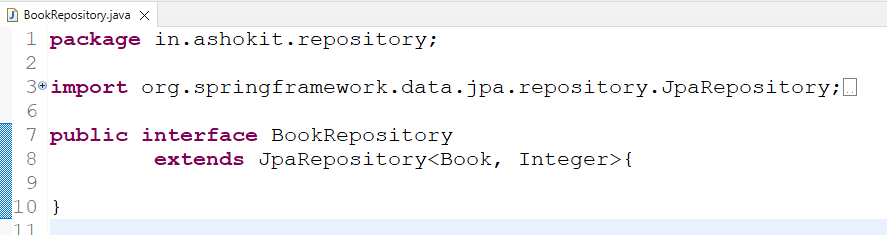 BookRepository.java
1 package in.ashokit.repository;
2
3 import org.springframework.data.jpa.repository.JpaRepository;
6
7 public interface BookRepository
8 extends JpaRepository<Book, Integer>{
9
10 }
11